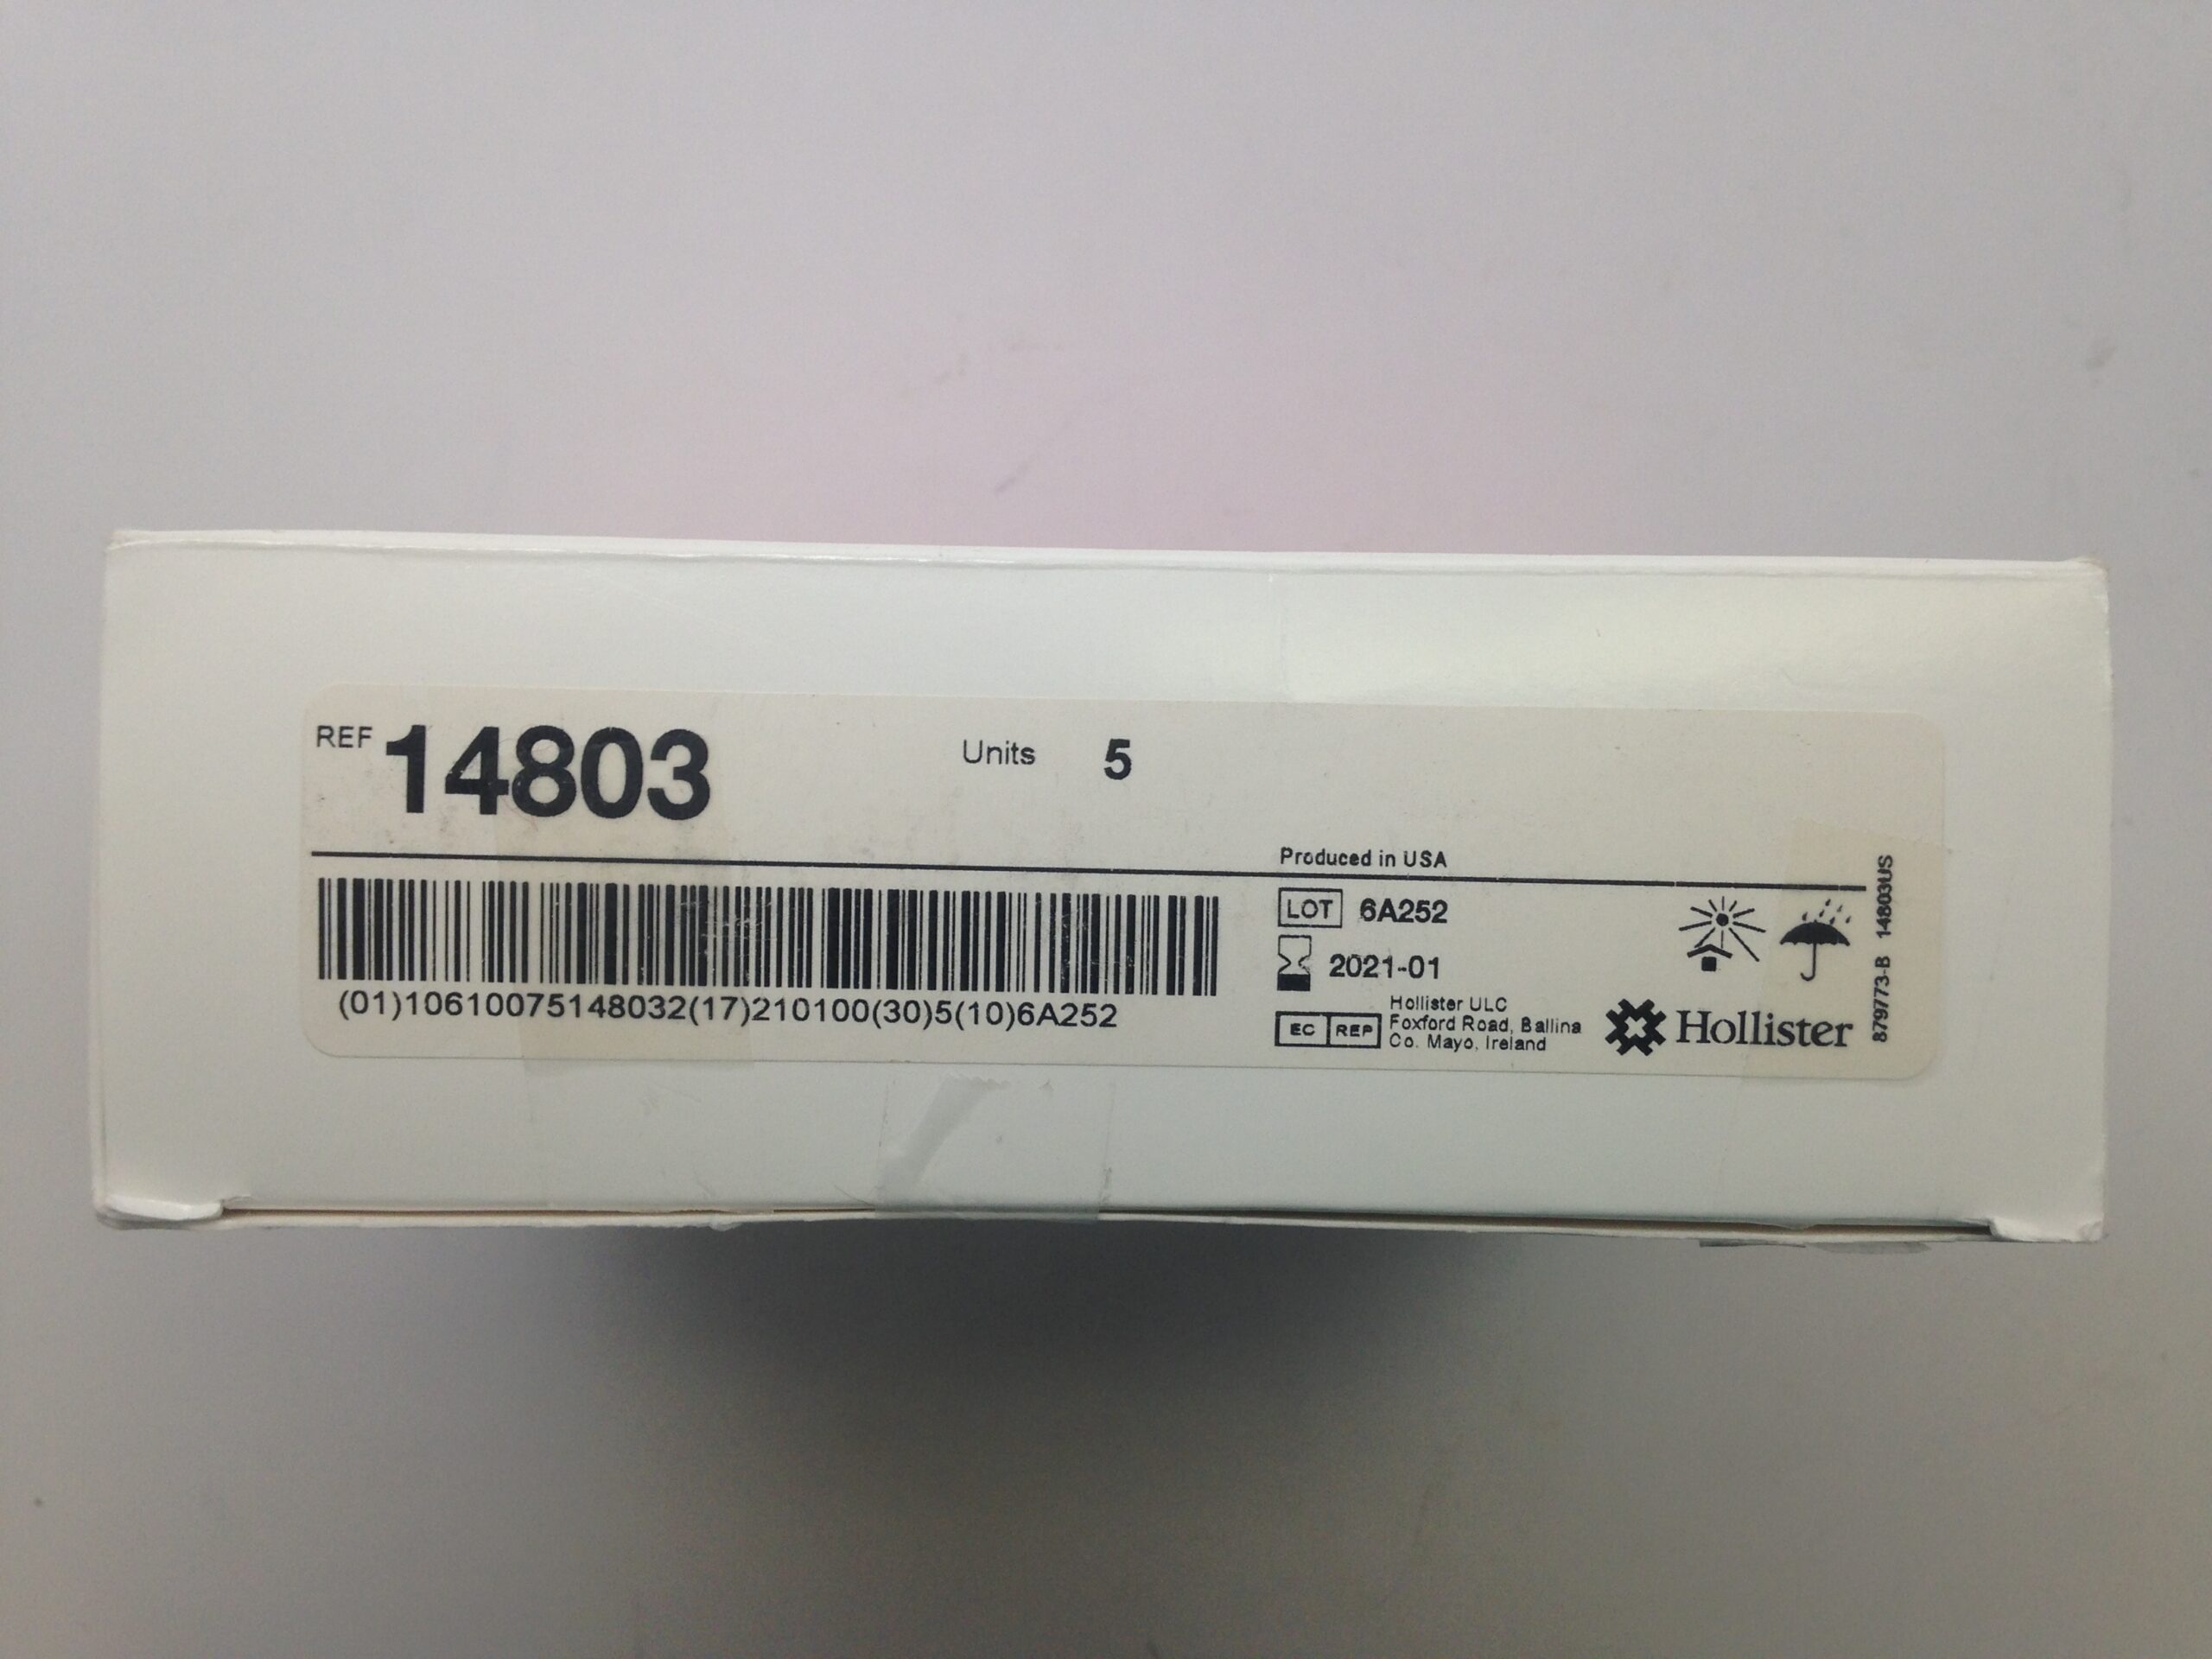 REF 14803 Units 5
Produced in USA
(01)10610075148032(17)210100(30)5(10)6A252
LOT 6A252
2021-01
EC REP
Hollister ULC
Foxford Road, Ballina
Co. Mayo, Ireland
Hollister
879773-B 14803US